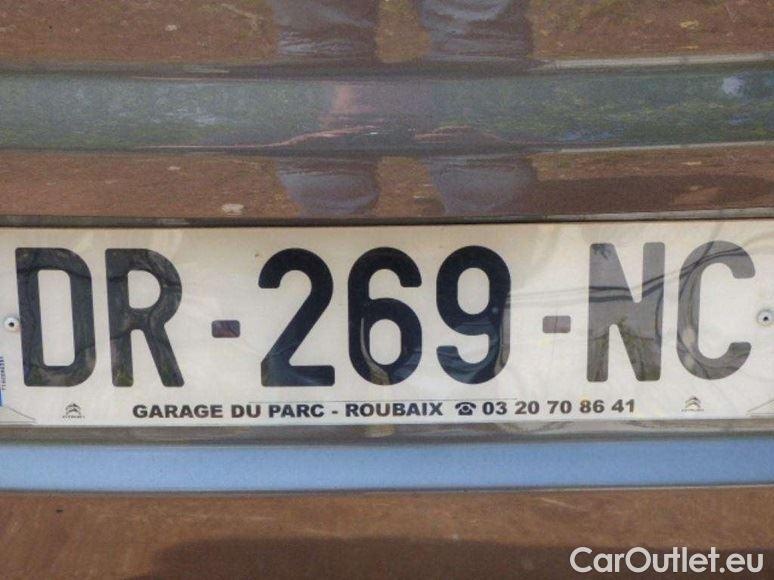 DR-269-NC
GARAGE DU PARC - ROUBAIX ☎ 03 20 70 86 41
CarOutlet.eu